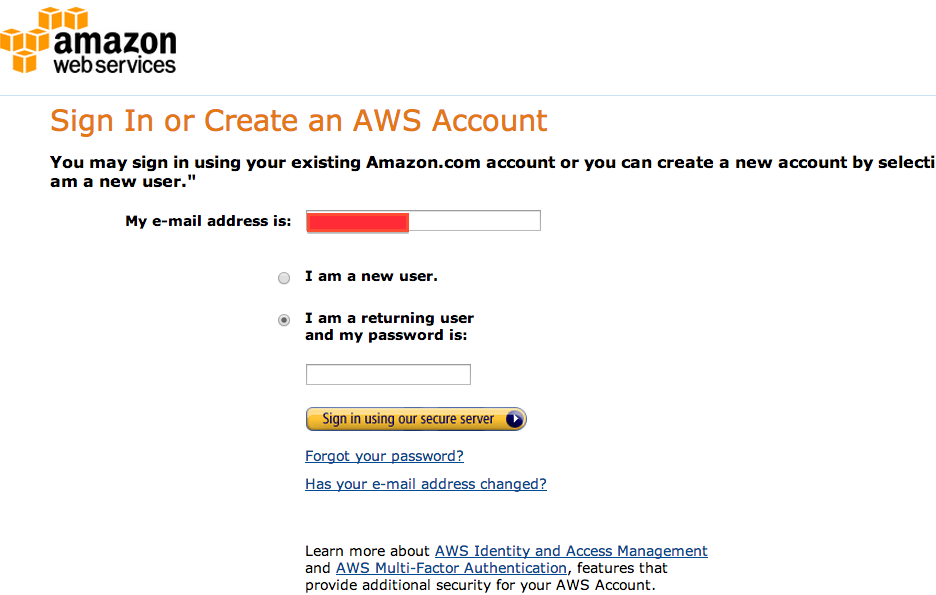 amazon
web services
Sign In or Create an AWS Account
You may sign in using your existing Amazon.com account or you can create a new account by selecti
am a new user."
My e-mail address is:
I am a new user.
I am a returning user
and my password is:
Sign in using our secure server
Forgot your password?
Has your e-mail address changed?
Learn more about AWS Identity and Access Management
and AWS Multi-Factor Authentication, features that
provide additional security for your AWS Account.